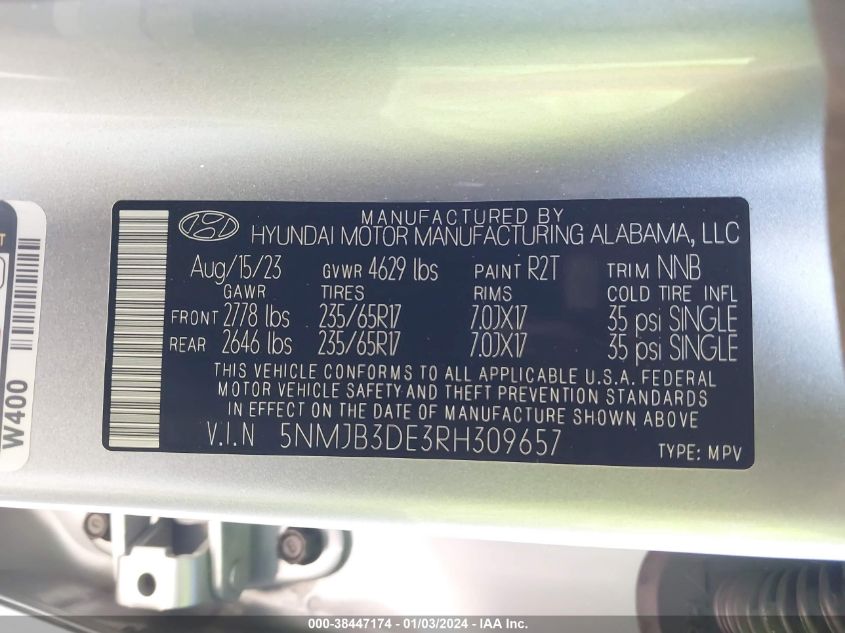 MANUFACTURED BY
HYUNDAI MOTOR MANUFACTURING ALABAMA, LLC
Aug/15/23 GVWR 4629 lbs PAINT R2T TRIM NNB
GAWR TIRES RIMS COLD TIRE INFL
FRONT 2778 lbs 235/65R17 7.0JX17 35 psi SINGLE
REAR 2646 lbs 235/65R17 7.0JX17 35 psi SINGLE
THIS VEHICLE CONFORMS TO ALL APPLICABLE U.S.A. FEDERAL
MOTOR VEHICLE SAFETY AND THEFT PREVENTION STANDARDS
IN EFFECT ON THE DATE OF MANUFACTURE SHOWN ABOVE
V.I.N 5NMJB3DE3RH309657 TYPE: MPV
W400
000-38447174 - 01/03/2024 - IAA Inc.